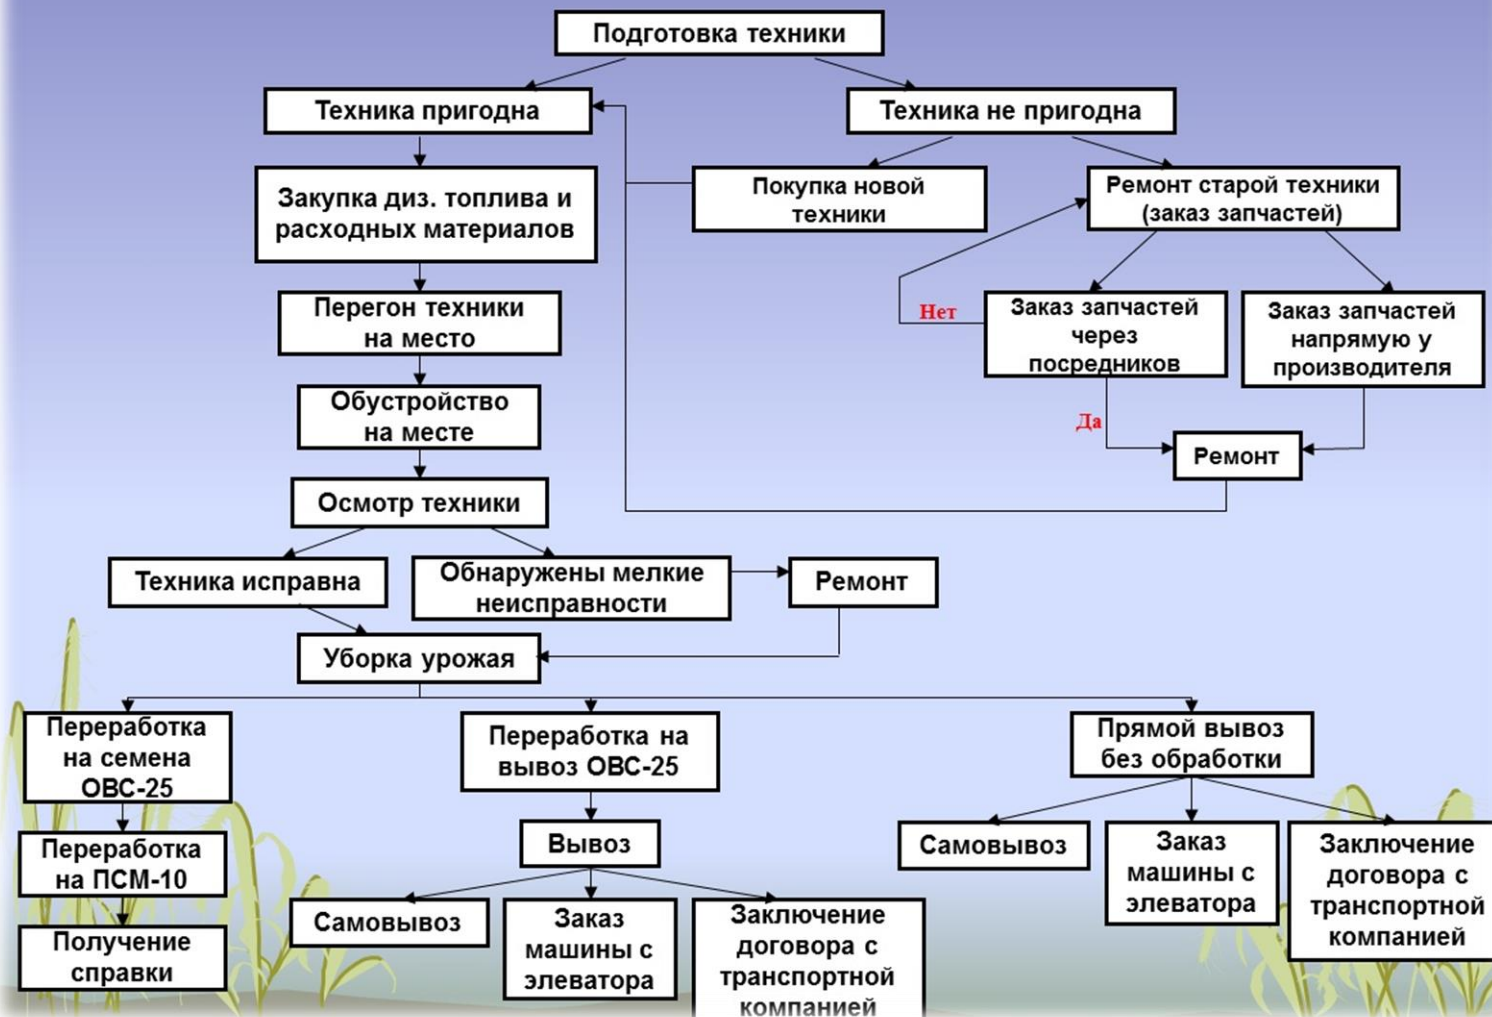 Подготовка техники
Техника пригодна
Техника не пригодна
Закупка диз. топлива и
расходных материалов
Покупка новой
техники
Ремонт старой техники
(заказ запчастей)
Перегон техники
на место
Нет
Заказ запчастей
через
посредников
Заказ запчастей
напрямую у
производителя
Обустройство
на месте
Да
Ремонт
Осмотр техники
Техника исправна
Обнаружены мелкие
неисправности
Ремонт
Уборка урожая
Переработка
на семена
ОВС-25
Переработка на
вывоз ОВС-25
Прямой вывоз
без обработки
Переработка
на ПСМ-10
Вывоз
Самовывоз
Заказ
машины с
элеватора
Заключение
договора с
транспортной
компанией
Получение
справки
Самовывоз
Заказ
машины с
элеватора
Заключение
договора с
транспортной
компанией